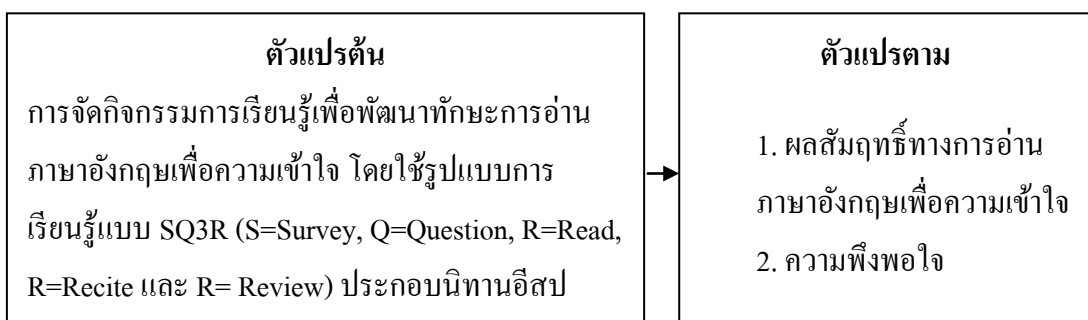 ตัวแปรต้น
การจัดกิจกรรมการเรียนรู้เพื่อพัฒนาทักษะการอ่าน
ภาษาอังกฤษเพื่อความเข้าใจ โดยใช้รูปแบบการ
เรียนรู้แบบ SQ3R (S=Survey, Q=Question, R=Read,
R=Recite และ R= Review) ประกอบนิทานอีสป
ตัวแปรตาม
1. ผลสัมฤทธิ์ทางการอ่าน
ภาษาอังกฤษเพื่อความเข้าใจ
2. ความพึงพอใจ